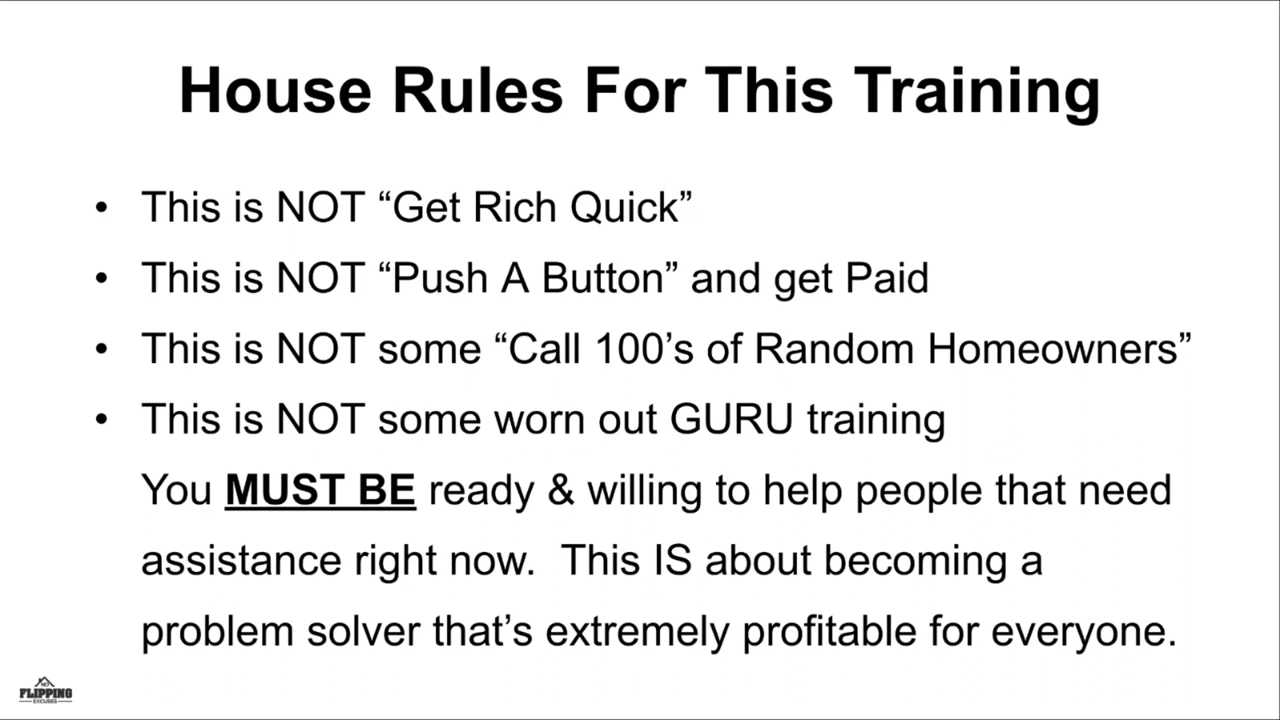 House Rules For This Training
• This is NOT “Get Rich Quick”
• This is NOT “Push A Button” and get Paid
• This is NOT some “Call 100’s of Random Homeowners”
• This is NOT some worn out GURU training
You MUST BE ready & willing to help people that need
assistance right now.  This IS about becoming a
problem solver that’s extremely profitable for everyone.
NO
FLIPPING
EXCUSES